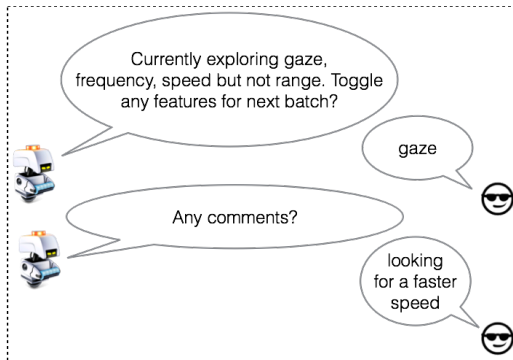 Currently exploring gaze,
frequency, speed but not range. Toggle
any features for next batch?
gaze
Any comments?
looking
for a faster
speed